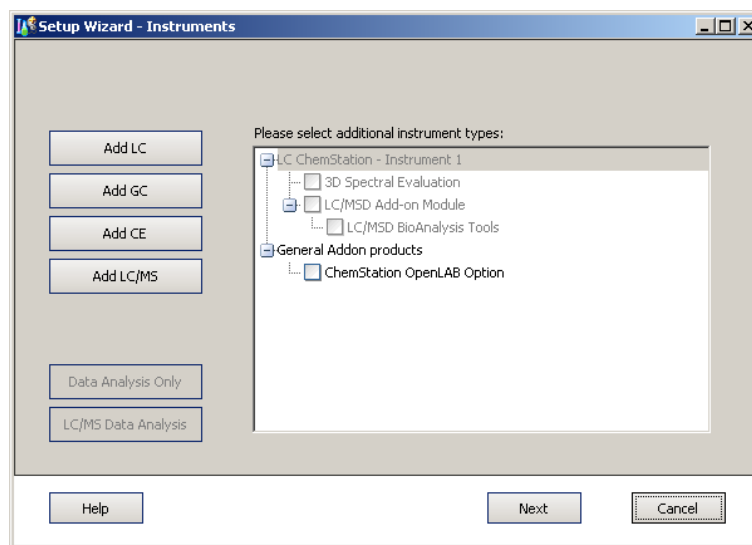 Setup Wizard - Instruments
Please select additional instrument types:
Add LC
Add GC
Add CE
Add LC/MS
Data Analysis Only
LC/MS Data Analysis
LC ChemStation - Instrument 1
3D Spectral Evaluation
LC/MSD Add-on Module
LC/MSD BioAnalysis Tools
General Addon products
ChemStation OpenLAB Option
Help
Next
Cancel